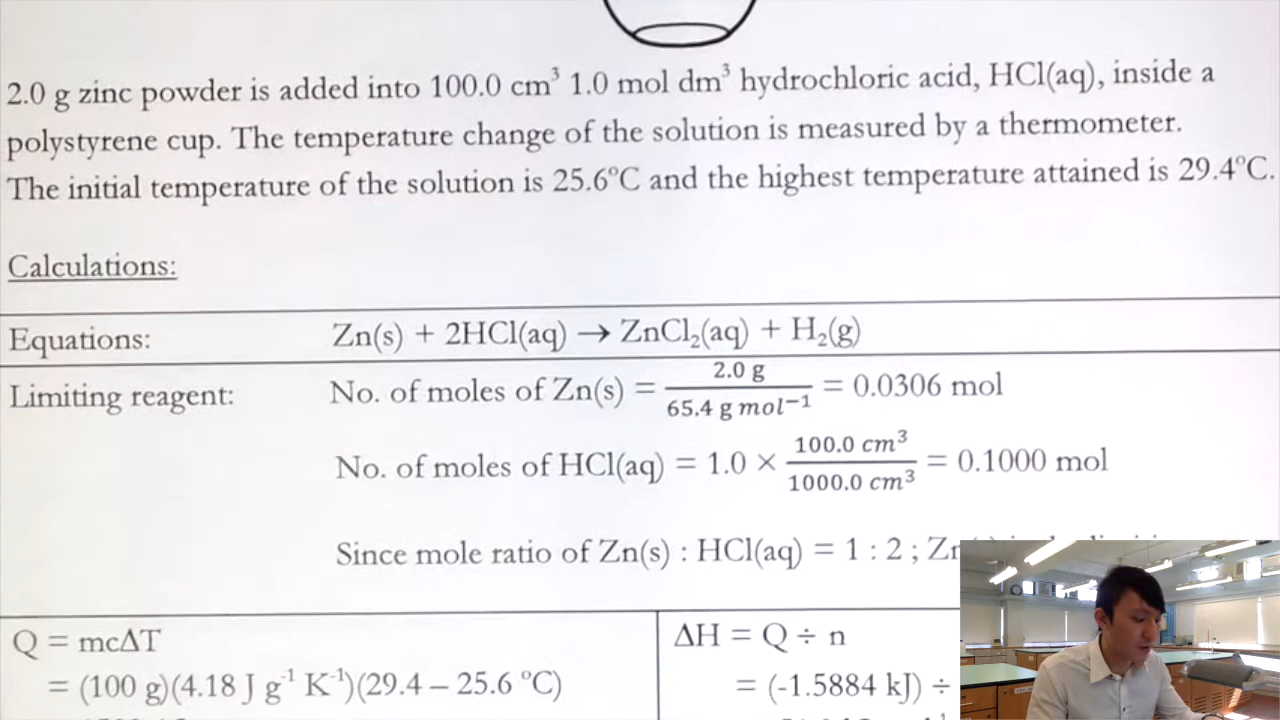 2.0 g zinc powder is added into 100.0 cm³ 1.0 mol dm³ hydrochloric acid, HCl(aq), inside a
polystyrene cup. The temperature change of the solution is measured by a thermometer.
The initial temperature of the solution is 25.6°C and the highest temperature attained is 29.4°C.
Calculations:
Equations: Zn(s) + 2HCl(aq) → ZnCl₂(aq) + H₂(g)
Limiting reagent: No. of moles of Zn(s) = 2.0 g / 65.4 g mol⁻¹ = 0.0306 mol
No. of moles of HCl(aq) = 1.0 × 100.0 cm³ / 1000.0 cm³ = 0.1000 mol
Since mole ratio of Zn(s) : HCl(aq) = 1 : 2 ;
Q = mcΔT
= (100 g)(4.18 J g⁻¹ K⁻¹)(29.4 – 25.6 °C)
ΔH = Q ÷ n
= (-1.5884 kJ) ÷